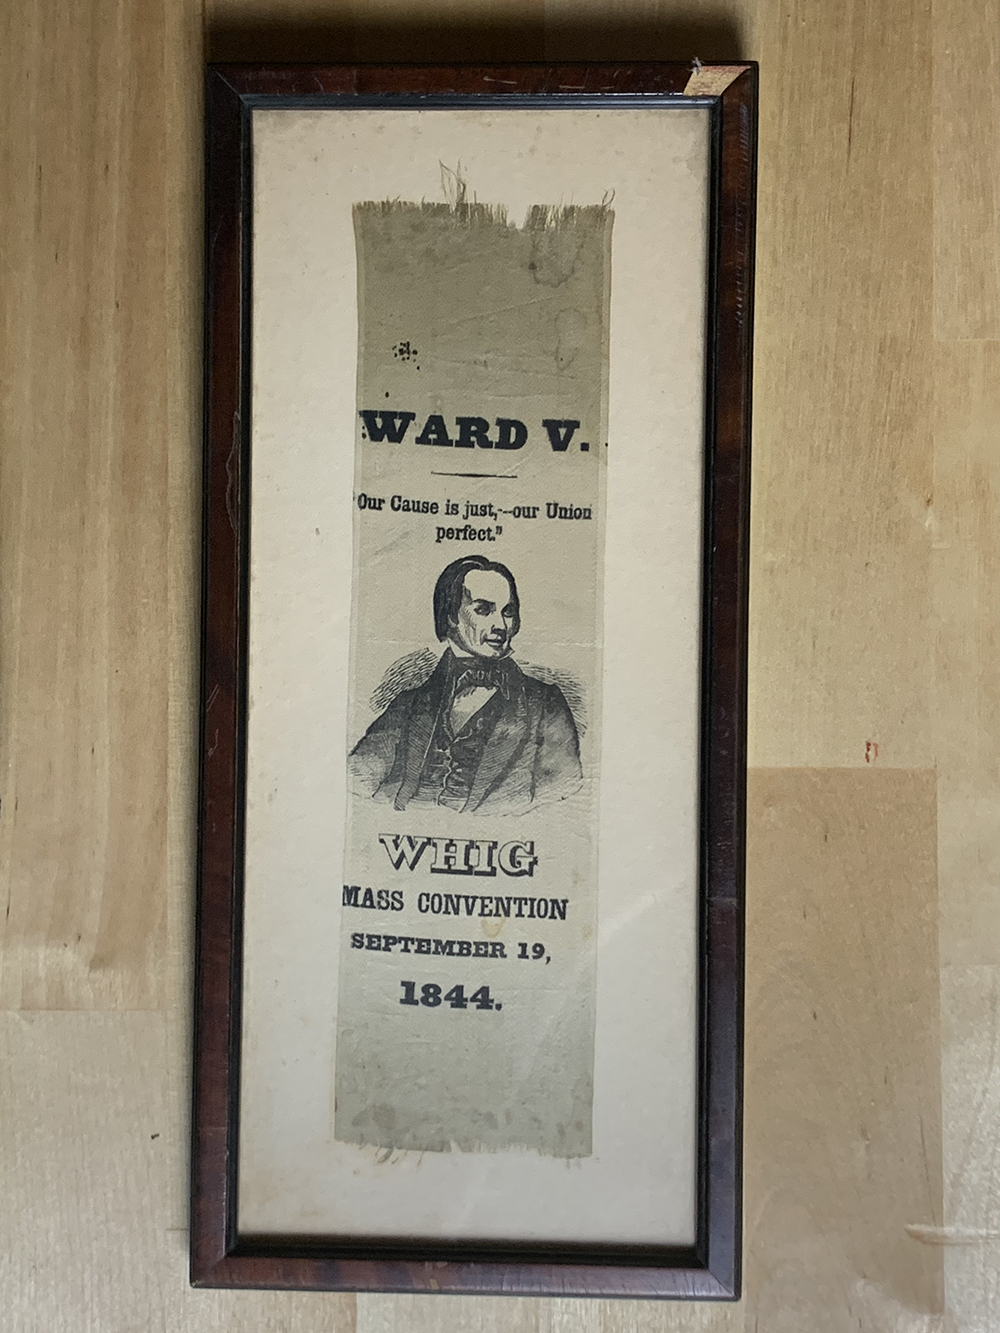 WARD V.
"Our Cause is just,--our Union
perfect."
WHIG
MASS CONVENTION
SEPTEMBER 19,
1844.